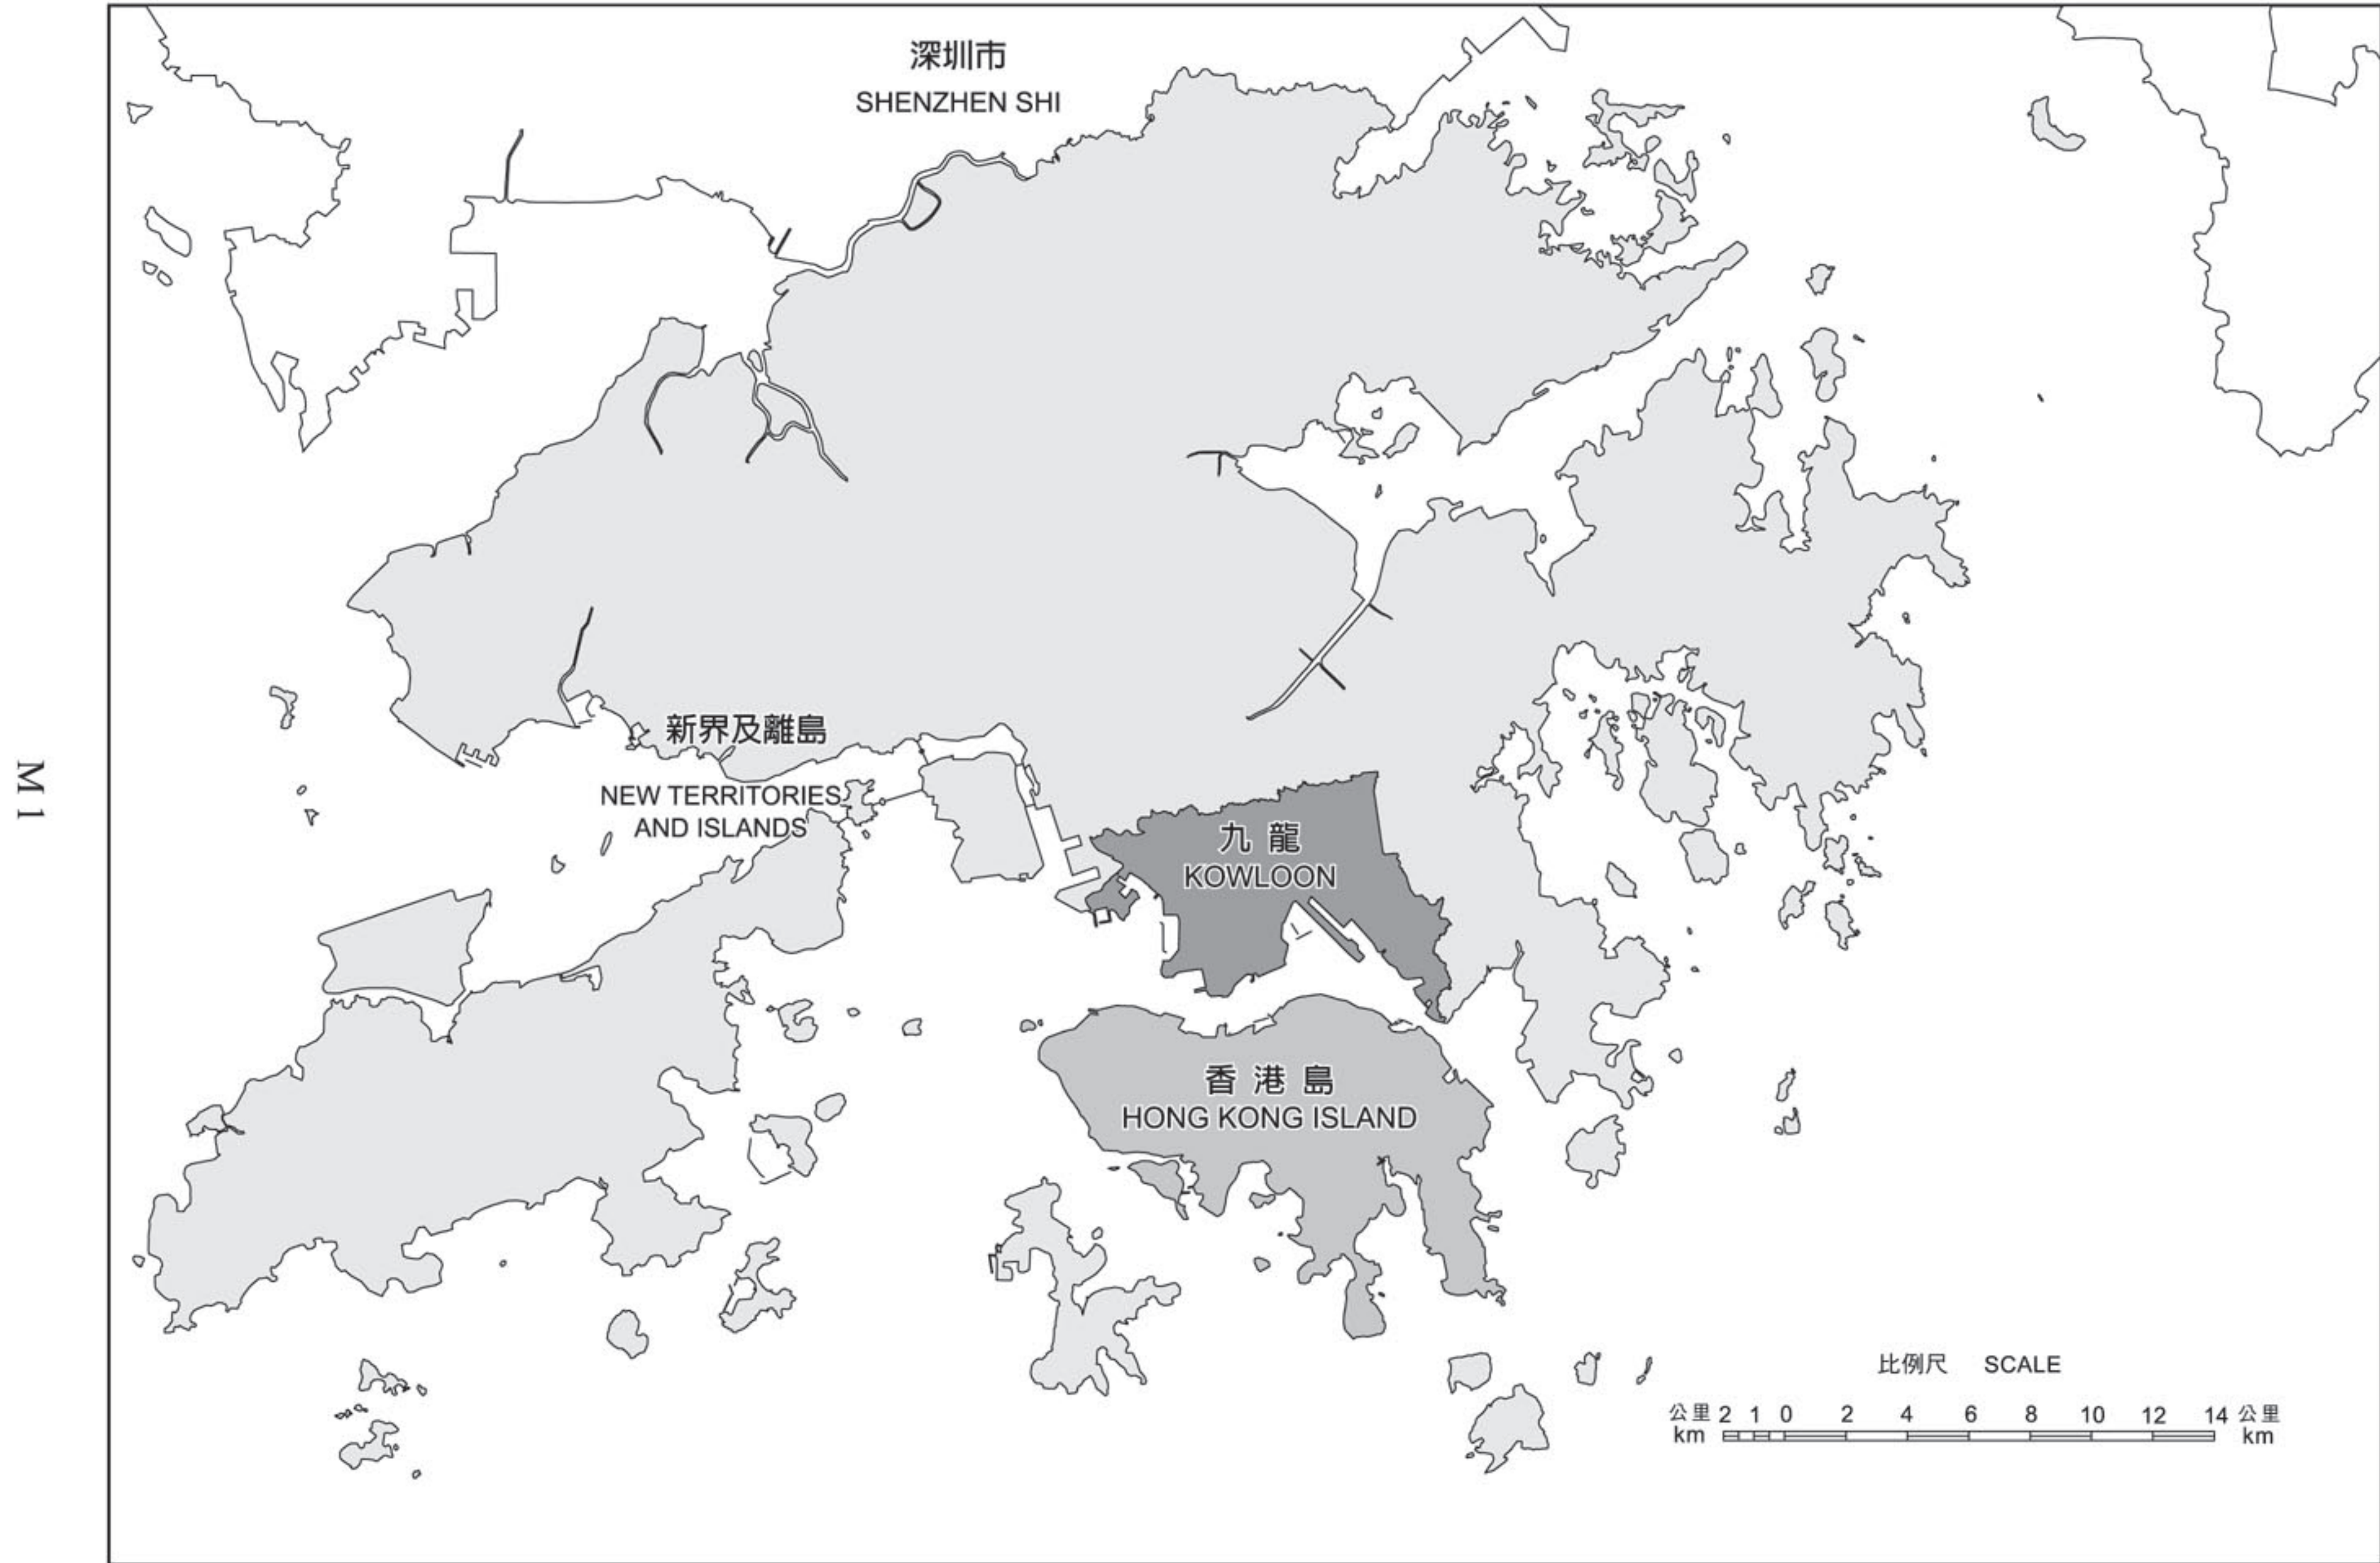 深圳市
SHENZHEN SHI
新界及離島
NEW TERRITORIES
AND ISLANDS
九 龍
KOWLOON
香 港 島
HONG KONG ISLAND
M 1
比例尺 SCALE
公里 2 1 0 2 4 6 8 10 12 14 公里
km km